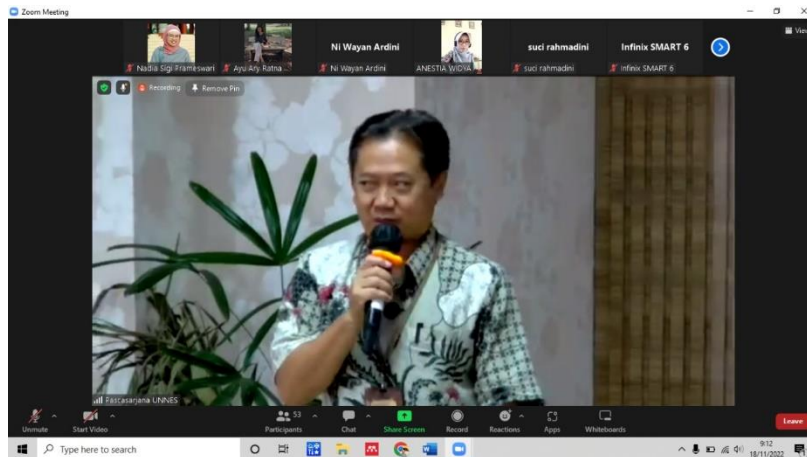 Zoom Meeting
View
Nadia Sigi Prameswari
Ayu Ary Ratna
Ni Wayan Ardini
Ni Wayan Ardini
ANESTIA WIDYA
suci rahmadini
suci rahmadini
Infinix SMART 6
Infinix SMART 6
Recording
Remove Pin
Pascasarjana UNNES
Unmute
Start Video
53
Participants
Chat
Share Screen
Record
Reactions
Apps
Whiteboards
Leave
Type here to search
9:12
18/11/2022